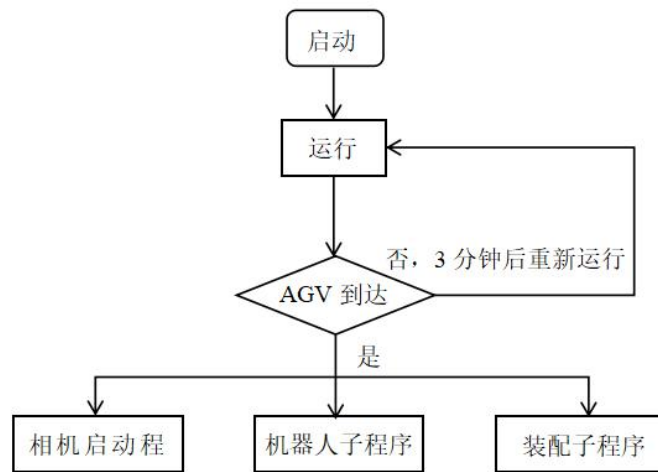 启动
运行
否，3 分钟后重新运行
AGV 到达
是
相机启动程
机器人子程序
装配子程序